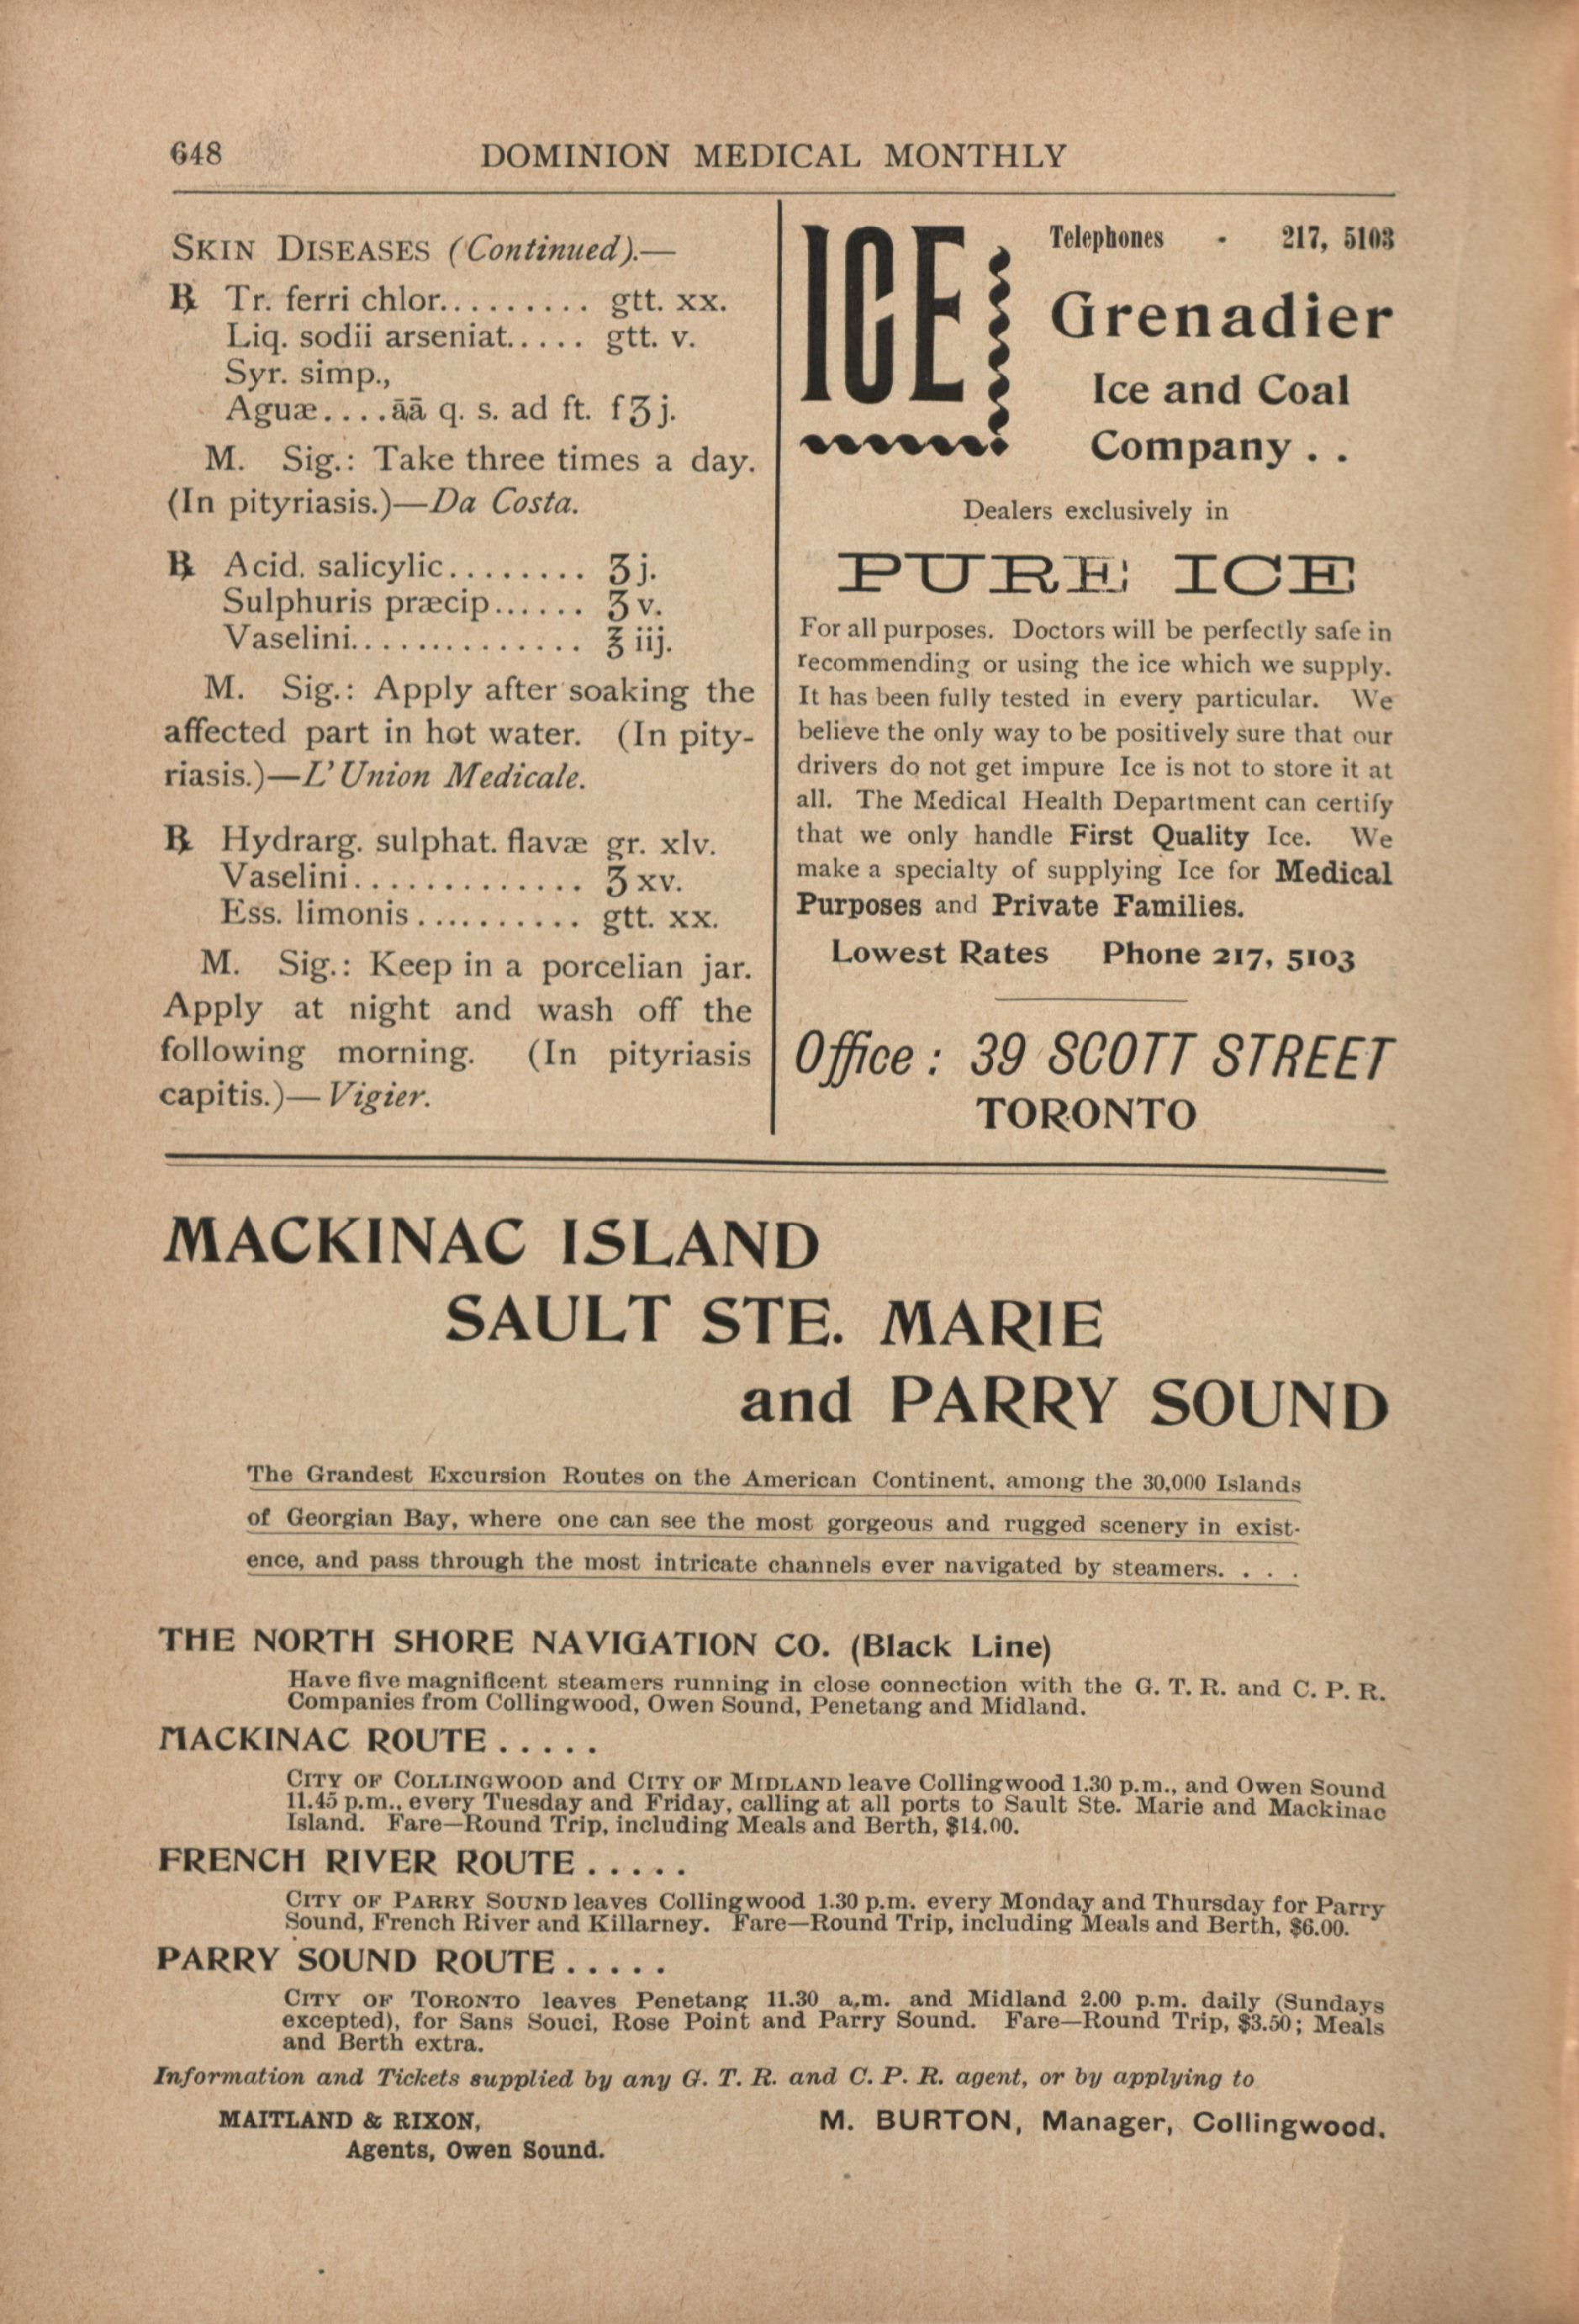 648 DOMINION MEDICAL MONTHLY
SKIN DISEASES (Continued).—
℞ Tr. ferri chlor.......... gtt. xx.
Liq. sodii arseniat..... gtt. v.
Syr. simp.,
Aguæ....āā q. s. ad ft. fʒj.
M. Sig.: Take three times a day.
(In pityriasis.)—Da Costa.
℞ Acid. salicylic........ ʒj.
Sulphuris præcip...... ʒv.
Vaselini.............. ℥iij.
M. Sig.: Apply after soaking the
affected part in hot water. (In pity-
riasis.)—L'Union Medicale.
℞ Hydrarg. sulphat. flavæ gr. xlv.
Vaselini............. ʒxv.
Ess. limonis.......... gtt. xx.
M. Sig.: Keep in a porcelian jar.
Apply at night and wash off the
following morning. (In pityriasis
capitis.)—Vigier.
ICE
Telephones - 217, 5103
Grenadier
Ice and Coal
Company . .
Dealers exclusively in
PURE ICE
For all purposes. Doctors will be perfectly safe in
recommending or using the ice which we supply.
It has been fully tested in every particular. We
believe the only way to be positively sure that our
drivers do not get impure Ice is not to store it at
all. The Medical Health Department can certify
that we only handle First Quality Ice. We
make a specialty of supplying Ice for Medical
Purposes and Private Families.
Lowest Rates Phone 217, 5103
Office: 39 SCOTT STREET
TORONTO
MACKINAC ISLAND
SAULT STE. MARIE
and PARRY SOUND
The Grandest Excursion Routes on the American Continent, among the 30,000 Islands
of Georgian Bay, where one can see the most gorgeous and rugged scenery in exist-
ence, and pass through the most intricate channels ever navigated by steamers. . . .
THE NORTH SHORE NAVIGATION CO. (Black Line)
Have five magnificent steamers running in close connection with the G. T. R. and C. P. R.
Companies from Collingwood, Owen Sound, Penetang and Midland.
MACKINAC ROUTE . . . . .
CITY OF COLLINGWOOD and CITY OF MIDLAND leave Collingwood 1.30 p.m., and Owen Sound
11.45 p.m., every Tuesday and Friday, calling at all ports to Sault Ste. Marie and Mackinac
Island. Fare—Round Trip, including Meals and Berth, $14.00.
FRENCH RIVER ROUTE . . . . .
CITY OF PARRY SOUND leaves Collingwood 1.30 p.m. every Monday and Thursday for Parry
Sound, French River and Killarney. Fare—Round Trip, including Meals and Berth, $6.00.
PARRY SOUND ROUTE . . . . .
CITY OF TORONTO leaves Penetang 11.30 a.m. and Midland 2.00 p.m. daily (Sundays
excepted), for Sans Souci, Rose Point and Parry Sound. Fare—Round Trip, $3.50; Meals
and Berth extra.
Information and Tickets supplied by any G. T. R. and C. P. R. agent, or by applying to
MAITLAND & RIXON,
Agents, Owen Sound.
M. BURTON, Manager, Collingwood.